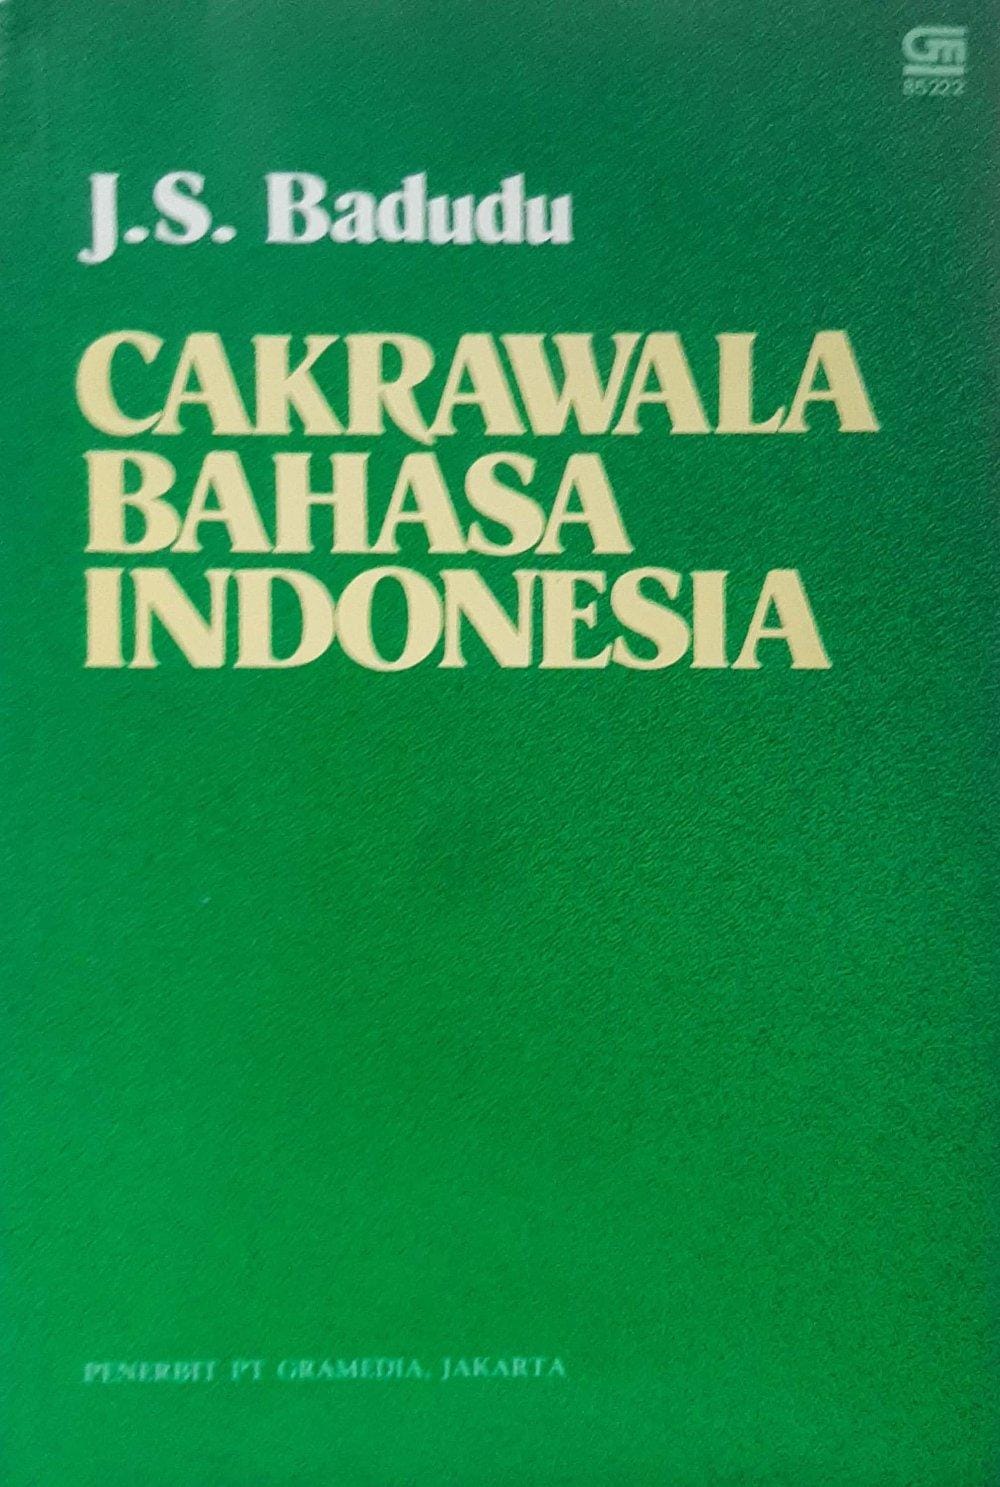 Gm
85222
J.S. Badudu
CAKRAWALA
BAHASA
INDONESIA
PENERBIT PT GRAMEDIA, JAKARTA